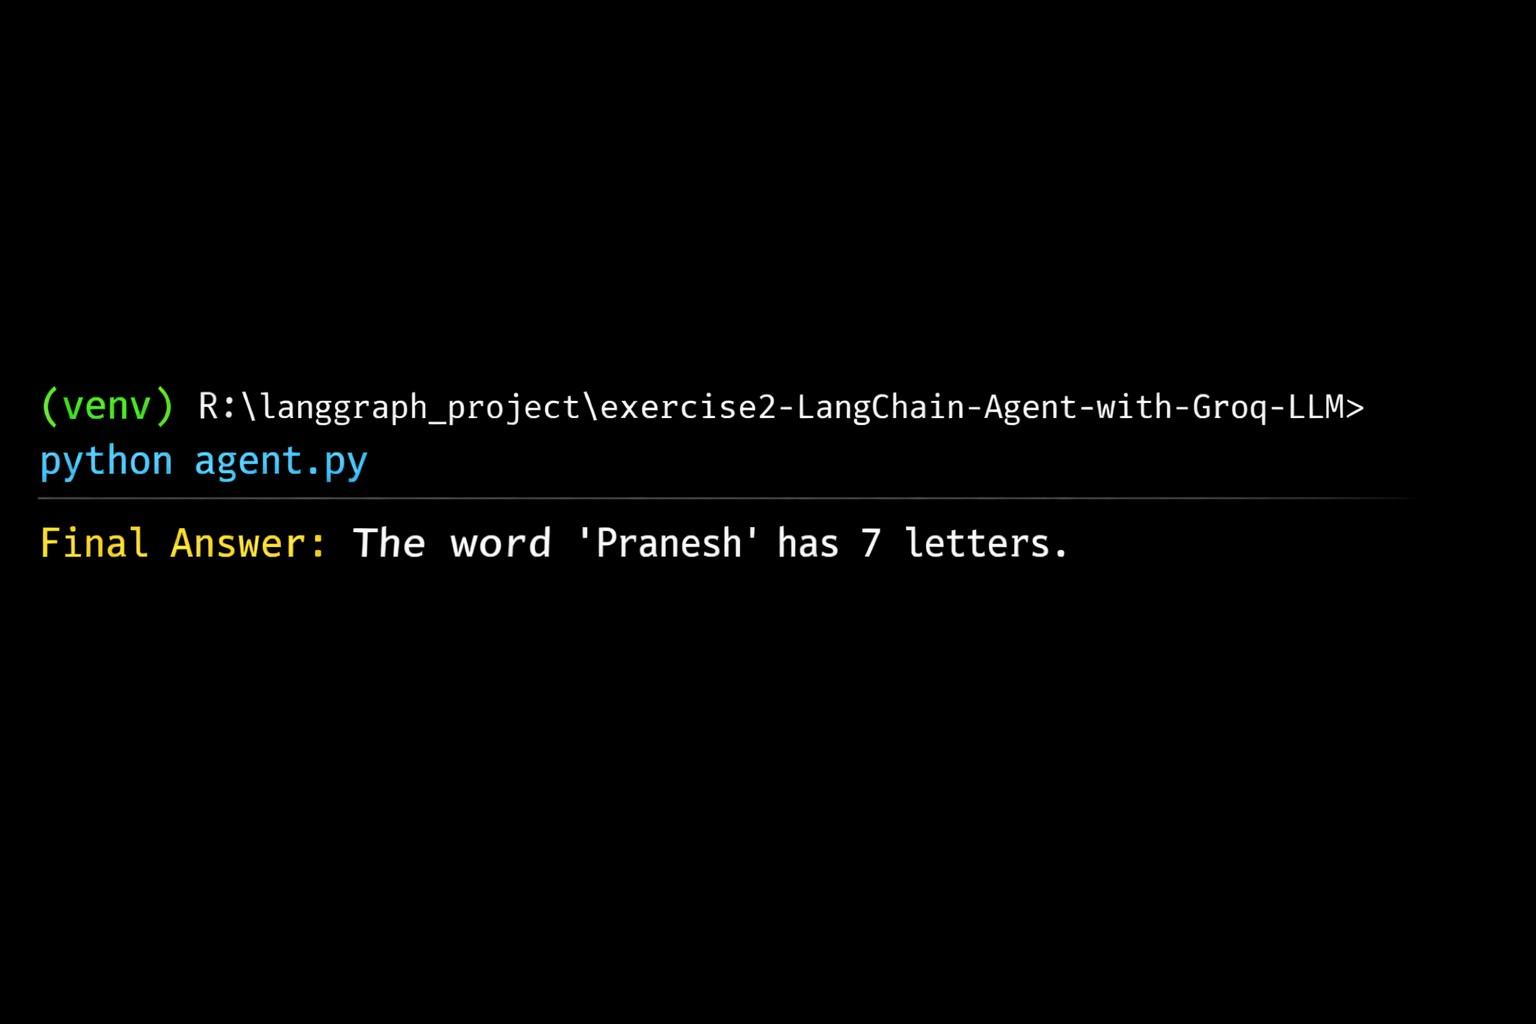 (venv) R:\langgraph_project\exercise2-LangChain-Agent-with-Groq-LLM>
python agent.py
Final Answer: The word 'Pranesh' has 7 letters.